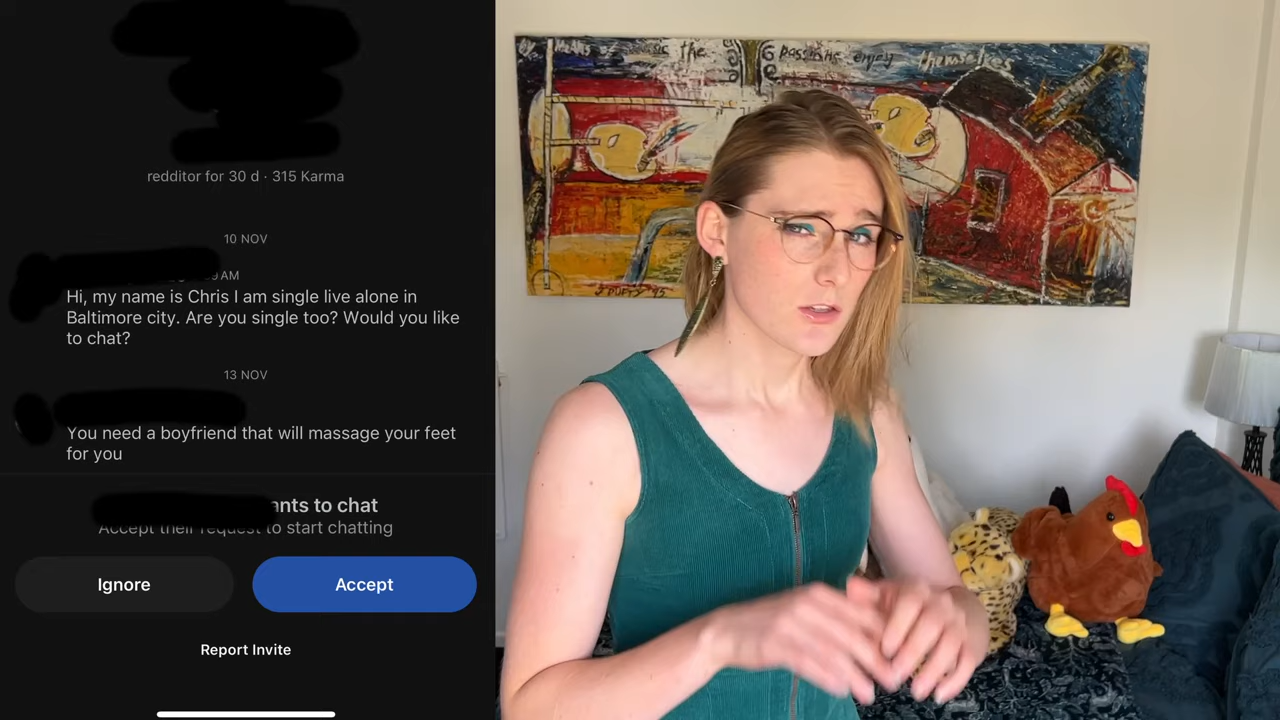 redditor for 30 d · 315 Karma
10 NOV
AM
Hi, my name is Chris I am single live alone in
Baltimore city. Are you single too? Would you like
to chat?
13 NOV
You need a boyfriend that will massage your feet
for you
ants to chat
Accept their request to start chatting
Ignore
Accept
Report Invite
the
passions enjoy
themselves